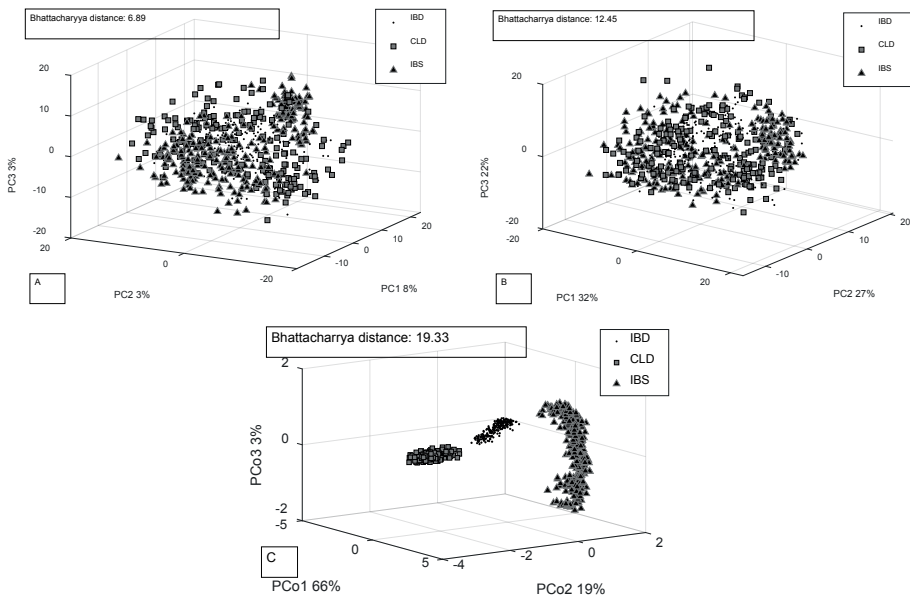 Bhattacharyya distance: 6.89
IBD
CLD
IBS
20
10
0
-10
-20
PC3 3%
20
0
-20
PC2 3%
-10
0
10
20
PC1 8%
A
Bhattacharrya distance: 12.45
IBD
CLD
IBS
20
0
-20
PC3 22%
0
20
PC1 32%
-10
0
10
20
PC2 27%
B
Bhattacharrya distance: 19.33
IBD
CLD
IBS
2
0
-2
PCo3 3%
-5
0
5
PCo1 66%
-4
-2
0
2
PCo2 19%
C